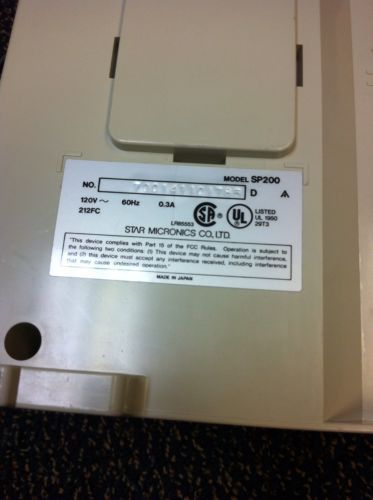 MODEL SP200
NO. D
120V ~ 60Hz 0.3A
212FC
LR65553
SA
UL
LISTED
UL 1950
29T3
STAR MICRONICS CO., LTD.
"This device complies with Part 15 of the FCC Rules. Operation is subject to
the following two conditions: (1) This device may not cause harmful interference,
and (2) this device must accept any interference received, including interference
that may cause undesired operation."
MADE IN JAPAN